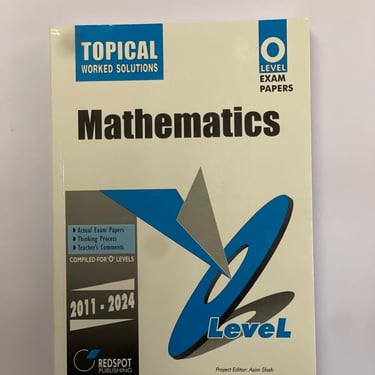 TOPICAL
WORKED SOLUTIONS
O
LEVEL
EXAM
PAPERS
Mathematics
Actual Exam Papers
Thinking Process
Teacher's Comments
COMPILED FOR 'O' LEVELS
2011 - 2024
LeveL
REDSPOT
PUBLISHING
Project Editor: Asim Shah